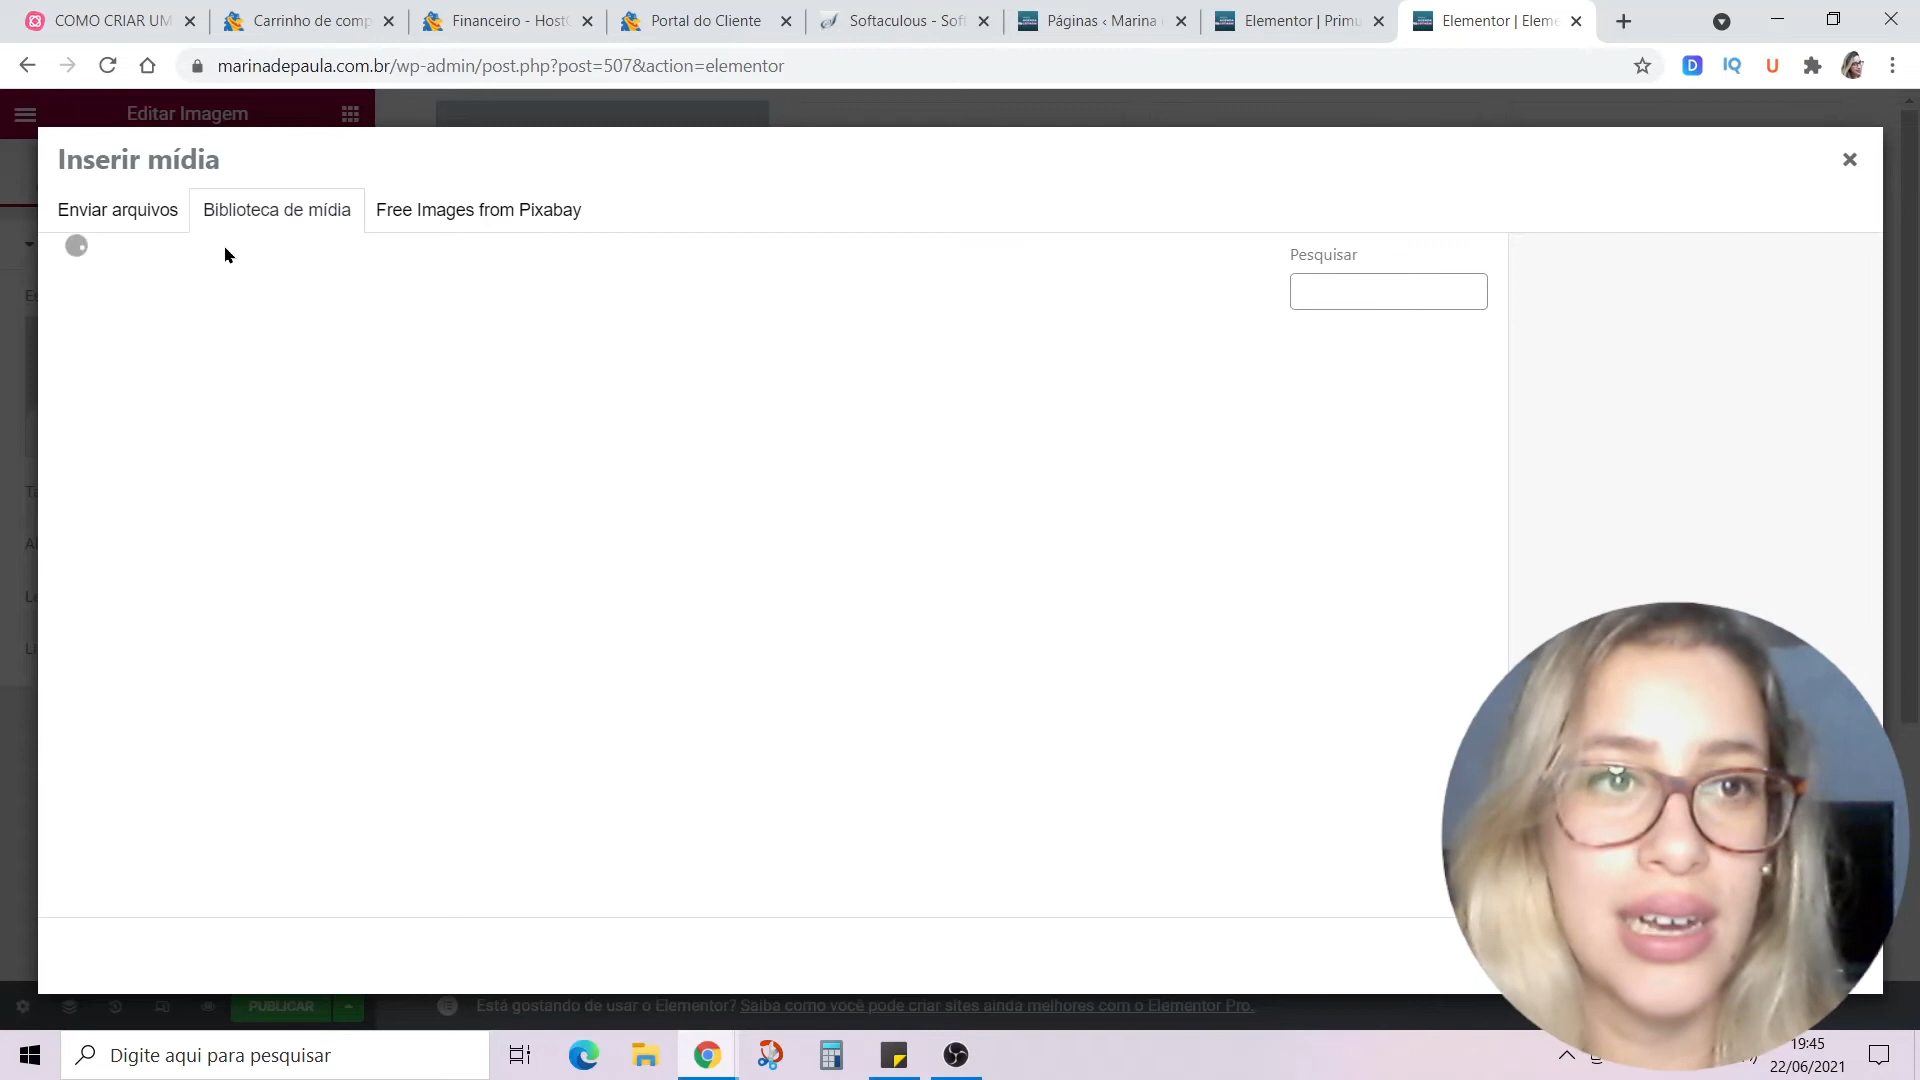 COMO CRIAR UM
Carrinho de comp
Financeiro - Host
Portal do Cliente
Softaculous - Sof
Páginas ‹ Marina
Elementor | Primu
Elementor | Eleme
marinadepaula.com.br/wp-admin/post.php?post=507&action=elementor
Editar Imagem
Inserir mídia
Enviar arquivos
Biblioteca de mídia
Free Images from Pixabay
Pesquisar
PUBLICAR
Está gostando de usar o Elementor? Saiba como você pode criar sites ainda melhores com o Elementor Pro.
Digite aqui para pesquisar
19:45
22/06/2021